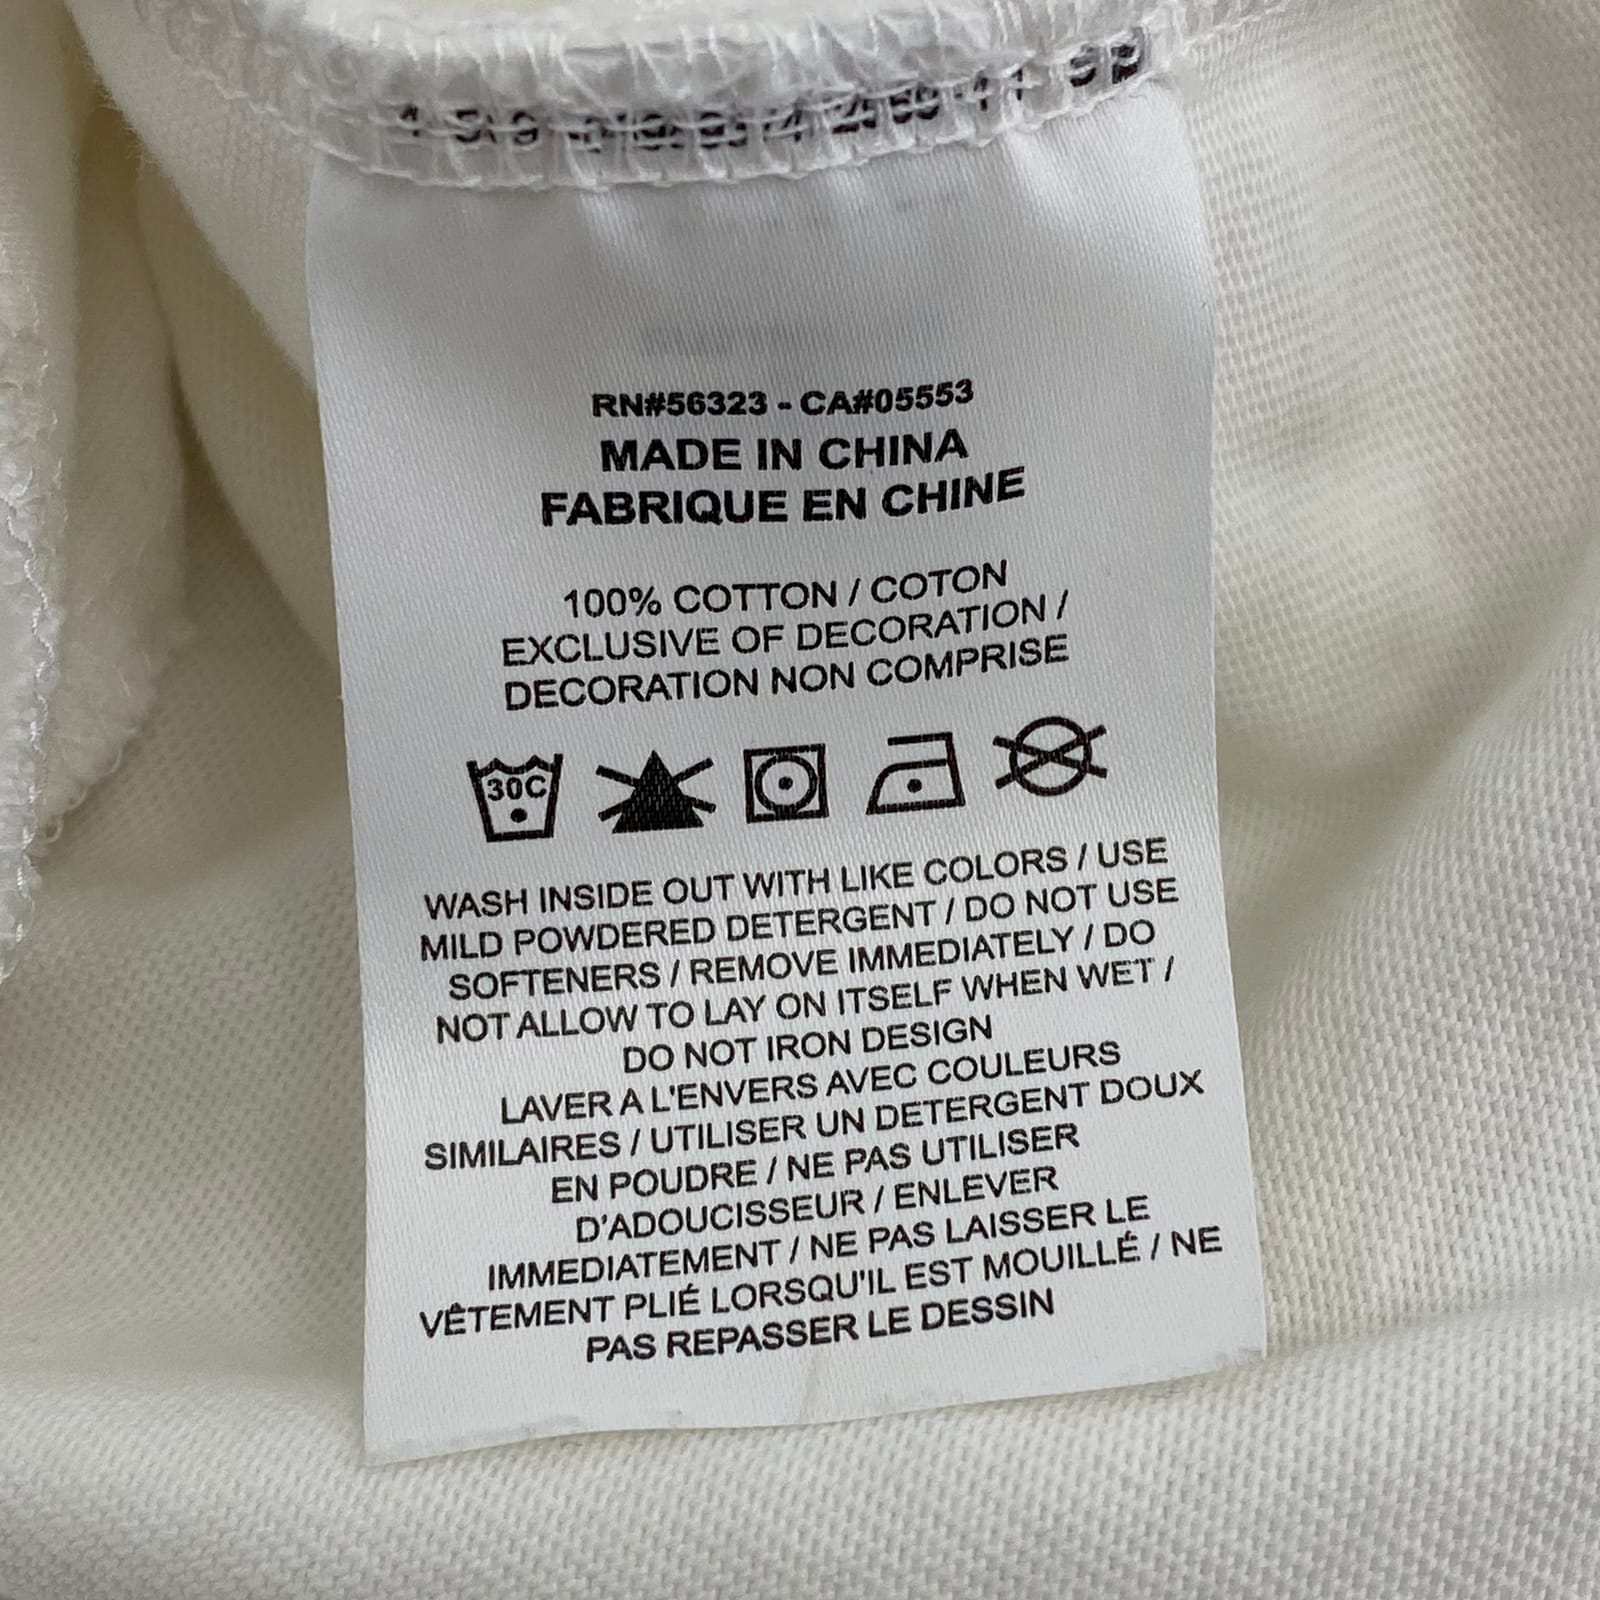 RN#56323 - CA#05553
MADE IN CHINA
FABRIQUE EN CHINE
100% COTTON / COTON
EXCLUSIVE OF DECORATION /
DECORATION NON COMPRISE
30C
WASH INSIDE OUT WITH LIKE COLORS / USE
MILD POWDERED DETERGENT / DO NOT USE
SOFTENERS / REMOVE IMMEDIATELY / DO
NOT ALLOW TO LAY ON ITSELF WHEN WET /
DO NOT IRON DESIGN
LAVER A L'ENVERS AVEC COULEURS
SIMILAIRES / UTILISER UN DETERGENT DOUX
EN POUDRE / NE PAS UTILISER
D'ADOUCISSEUR / ENLEVER
IMMEDIATEMENT / NE PAS LAISSER LE
VÊTEMENT PLIÉ LORSQU'IL EST MOUILLÉ / NE
PAS REPASSER LE DESSIN